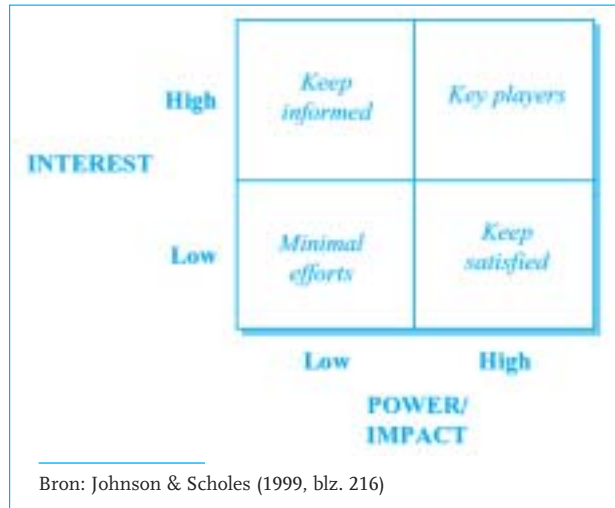 High
Keep
informed
Key players
INTEREST
Low
Minimal
efforts
Keep
satisfied
Low
High
POWER/
IMPACT
Bron: Johnson & Scholes (1999, blz. 216)